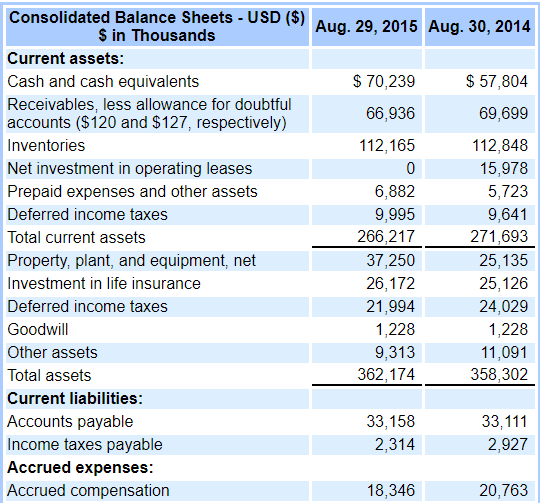 Consolidated Balance Sheets - USD ($) $ in Thousands Aug. 29, 2015 Aug. 30, 2014
Current assets:
Cash and cash equivalents $ 70,239 $ 57,804
Receivables, less allowance for doubtful accounts ($120 and $127, respectively) 66,936 69,699
Inventories 112,165 112,848
Net investment in operating leases 0 15,978
Prepaid expenses and other assets 6,882 5,723
Deferred income taxes 9,995 9,641
Total current assets 266,217 271,693
Property, plant, and equipment, net 37,250 25,135
Investment in life insurance 26,172 25,126
Deferred income taxes 21,994 24,029
Goodwill 1,228 1,228
Other assets 9,313 11,091
Total assets 362,174 358,302
Current liabilities:
Accounts payable 33,158 33,111
Income taxes payable 2,314 2,927
Accrued expenses:
Accrued compensation 18,346 20,763